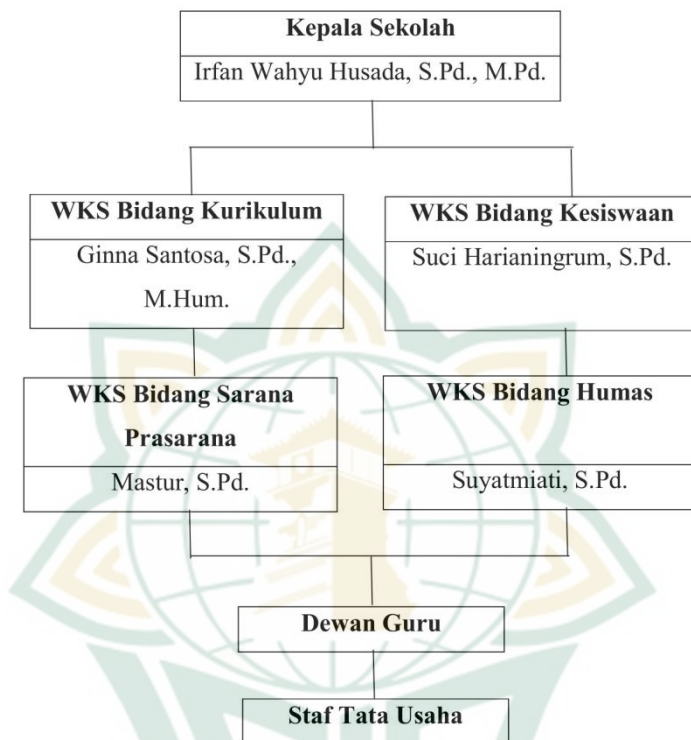 Kepala Sekolah
Irfan Wahyu Husada, S.Pd., M.Pd.
WKS Bidang Kurikulum
Ginna Santosa, S.Pd.,
M.Hum.
WKS Bidang Kesiswaan
Suci Harianingrum, S.Pd.
WKS Bidang Sarana
Prasarana
Mastur, S.Pd.
WKS Bidang Humas
Suyatmiati, S.Pd.
Dewan Guru
Staf Tata Usaha